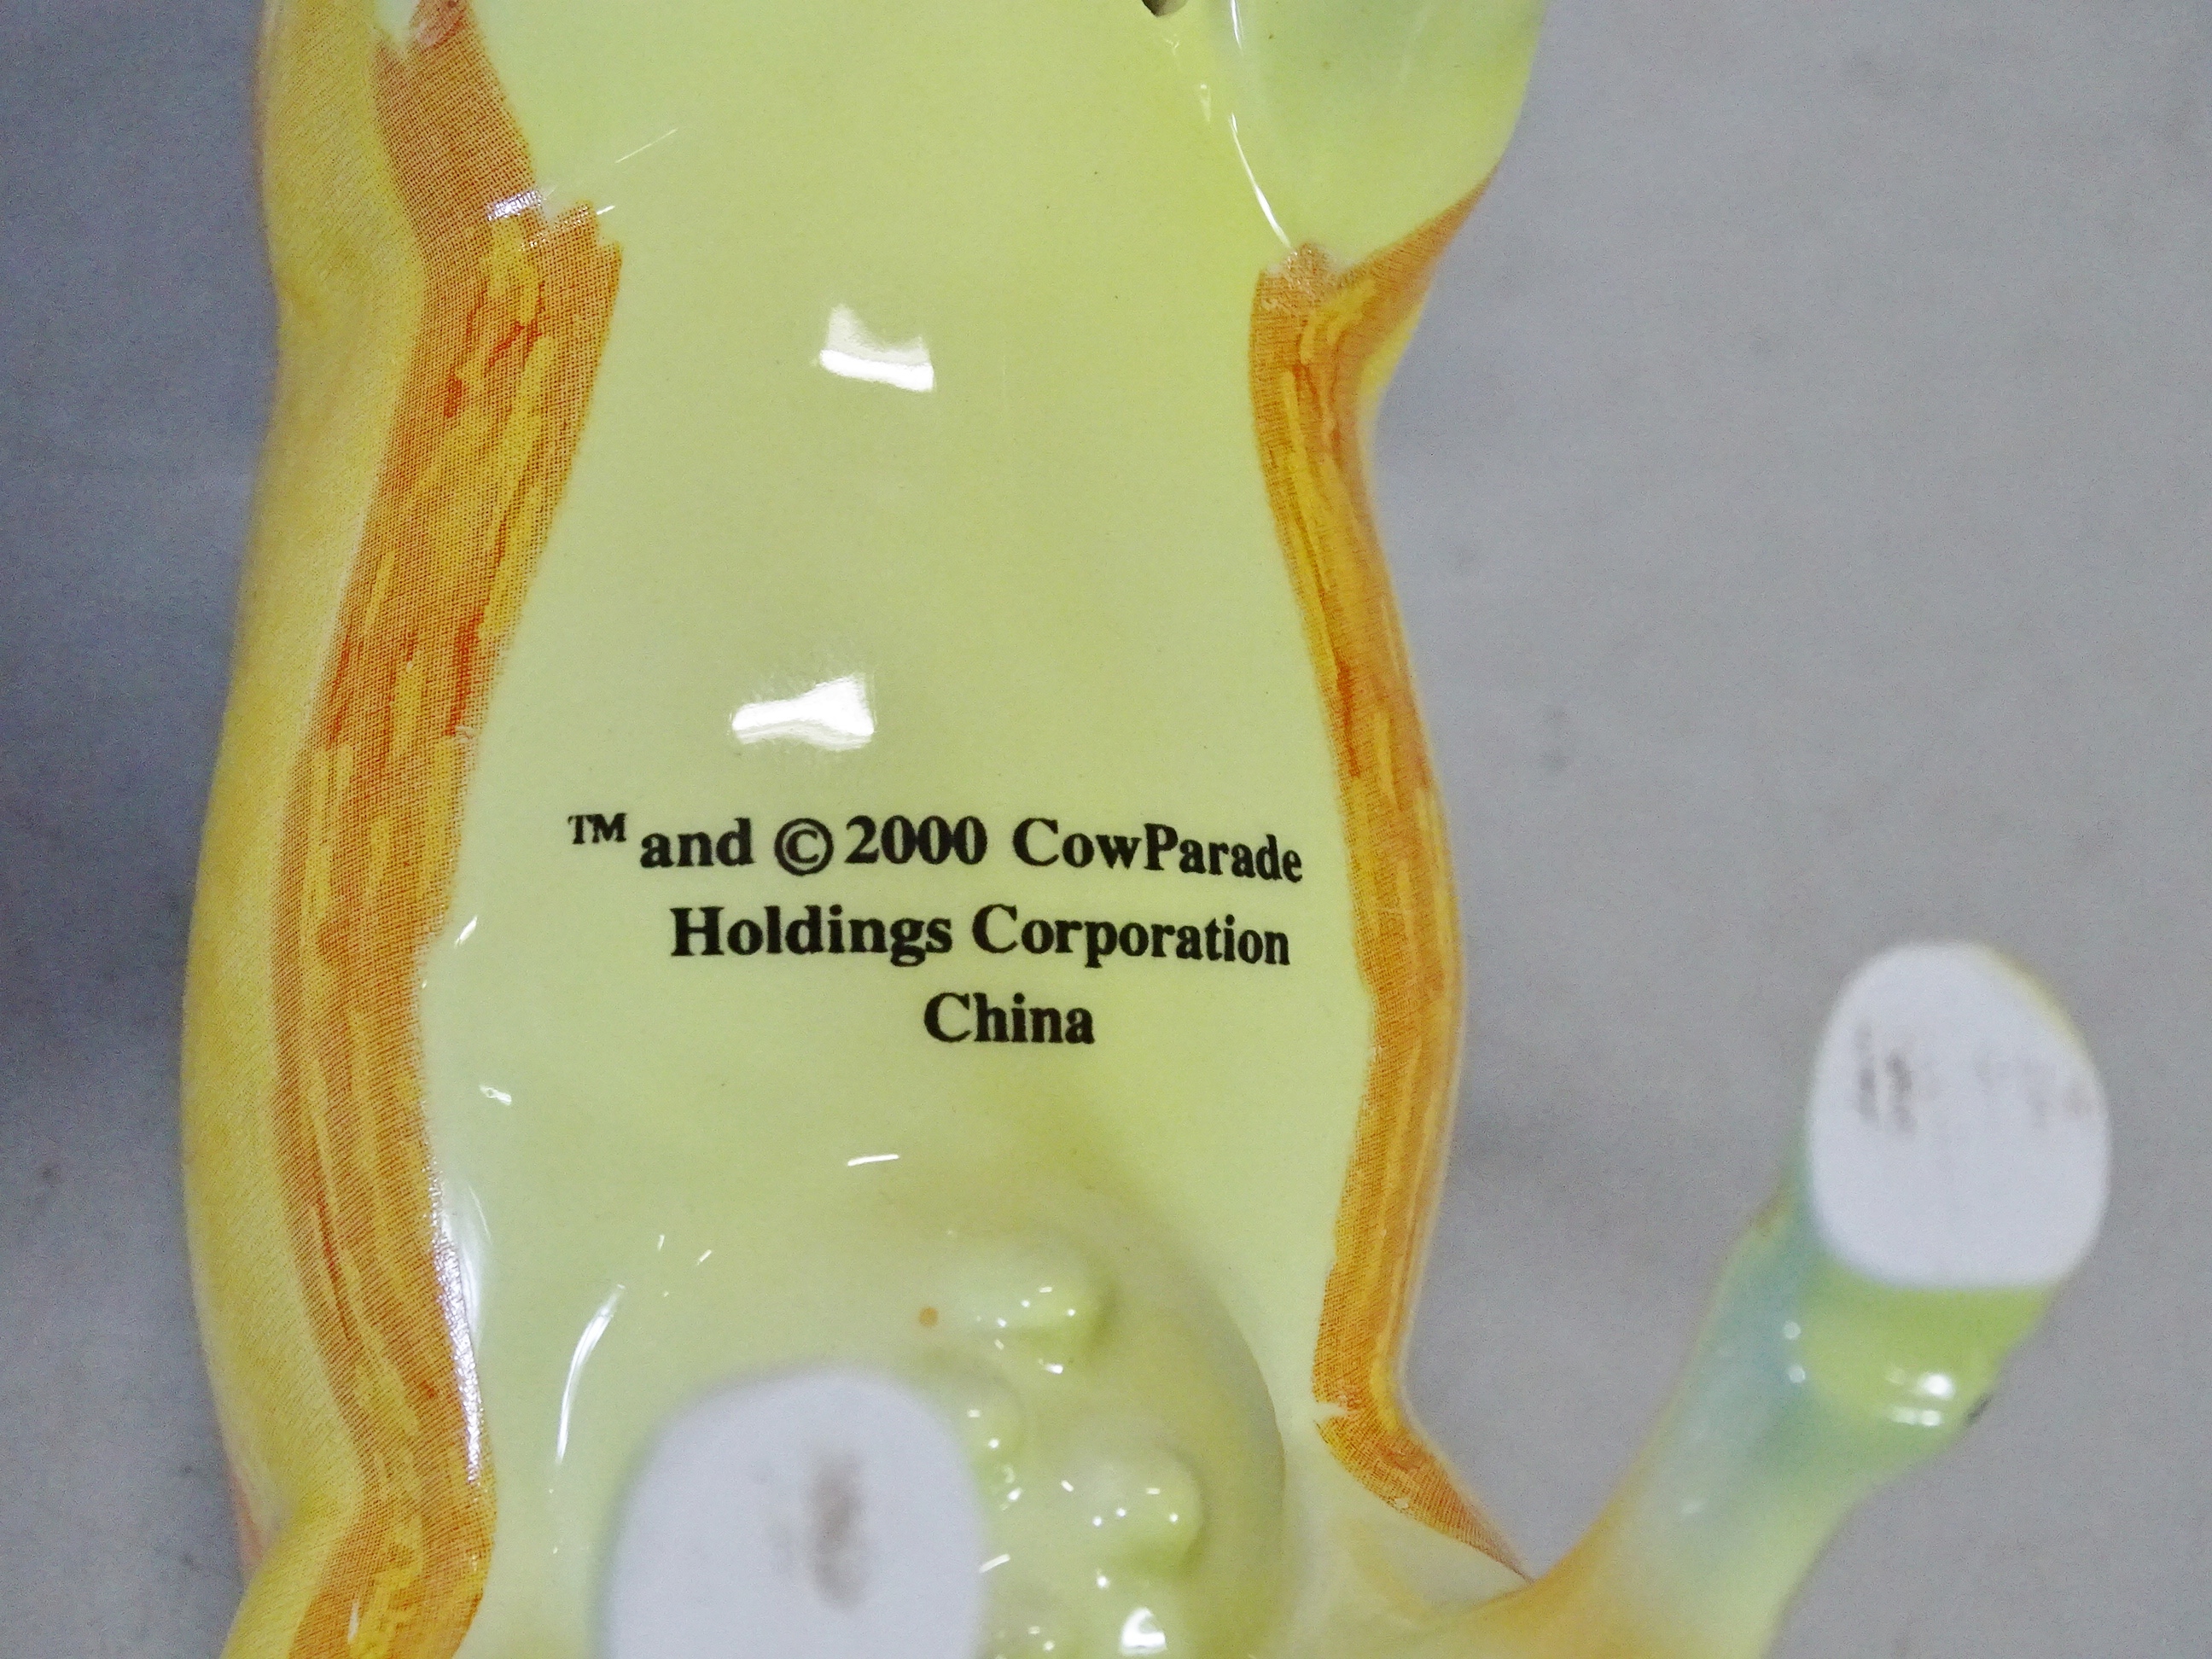 ™ and © 2000 CowParade
Holdings Corporation
China